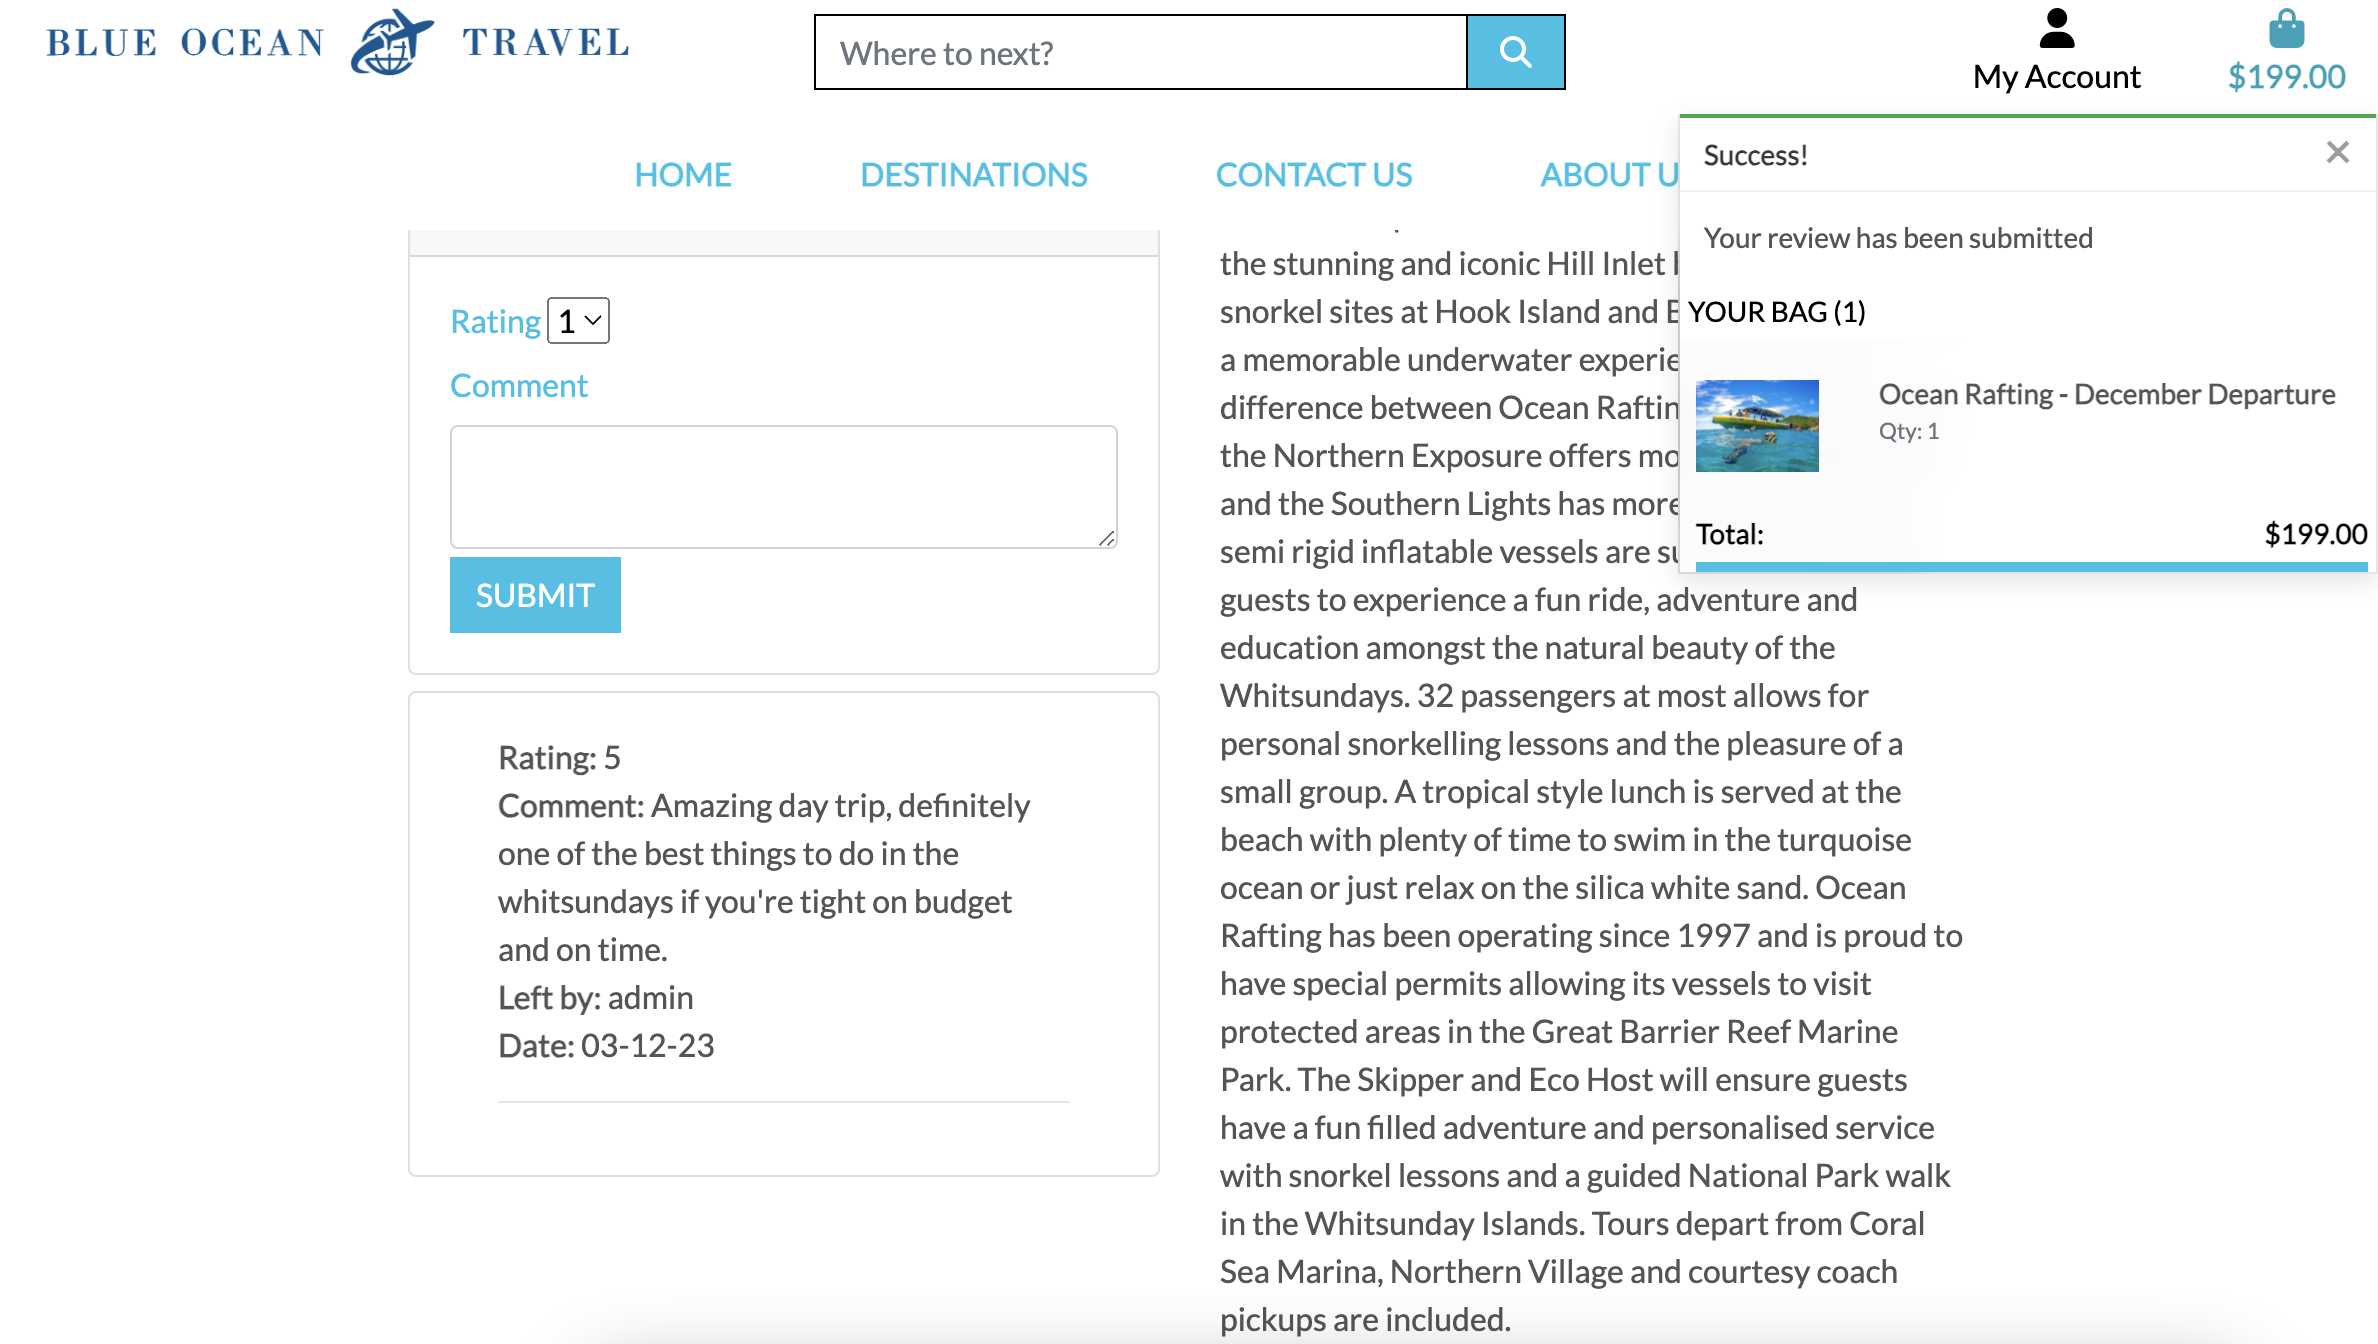 BLUE OCEAN TRAVEL
Where to next?
My Account
$199.00
HOME
DESTINATIONS
CONTACT US
ABOUT U
Success!
Your review has been submitted
YOUR BAG (1)
Ocean Rafting - December Departure
Qty: 1
Total:
$199.00
Rating 1
Comment
SUBMIT
Rating: 5
Comment: Amazing day trip, definitely
one of the best things to do in the
whitsundays if you're tight on budget
and on time.
Left by: admin
Date: 03-12-23
the stunning and iconic Hill Inlet
snorkel sites at Hook Island and
a memorable underwater
difference between Ocean
the Northern Exposure offers
and the Southern Lights has more
semi rigid inflatable vessels are
guests to experience a fun ride, adventure and
education amongst the natural beauty of the
Whitsundays. 32 passengers at most allows for
personal snorkelling lessons and the pleasure of a
small group. A tropical style lunch is served at the
beach with plenty of time to swim in the turquoise
ocean or just relax on the silica white sand. Ocean
Rafting has been operating since 1997 and is proud to
have special permits allowing its vessels to visit
protected areas in the Great Barrier Reef Marine
Park. The Skipper and Eco Host will ensure guests
have a fun filled adventure and personalised service
with snorkel lessons and a guided National Park walk
in the Whitsunday Islands. Tours depart from Coral
Sea Marina, Northern Village and courtesy coach
pickups are included.